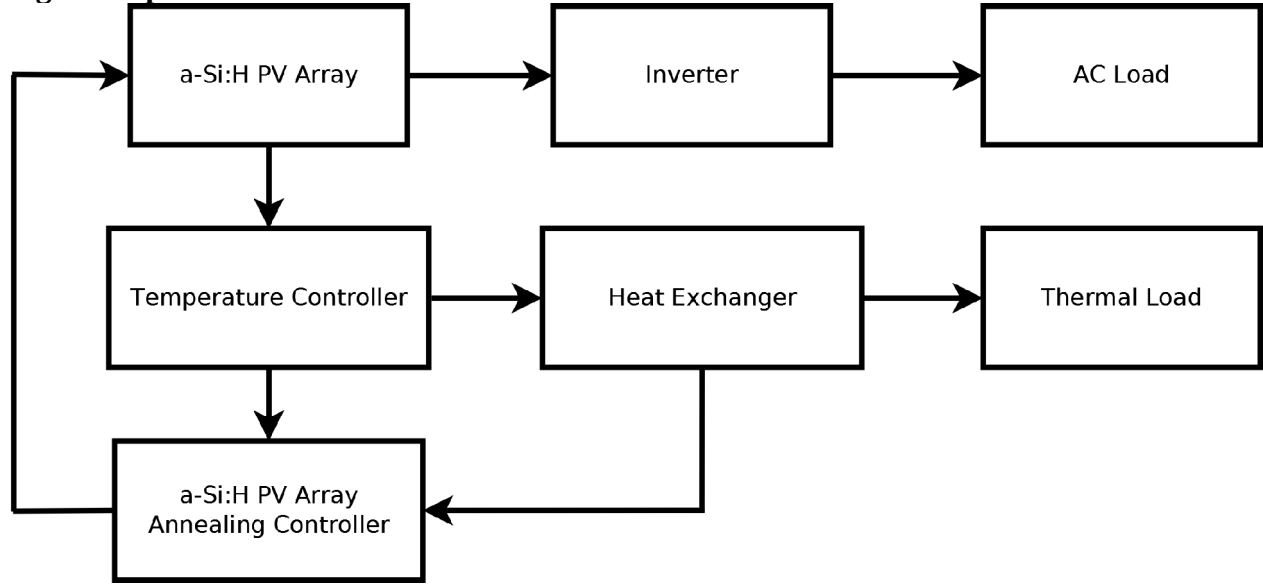 a-Si:H PV Array
Inverter
AC Load
Temperature Controller
Heat Exchanger
Thermal Load
a-Si:H PV Array
Annealing Controller